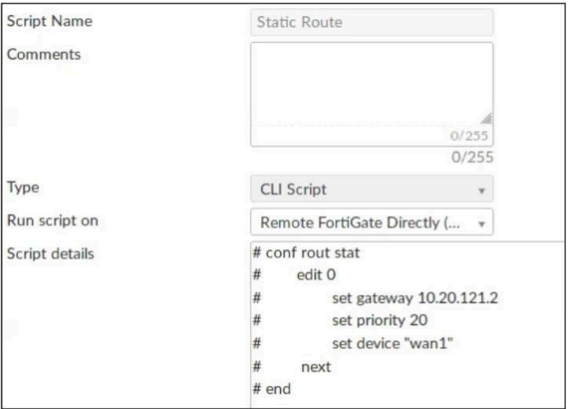 Script Name Static Route
Comments
0/255
0/255
Type CLI Script
Run script on Remote FortiGate Directly (...
Script details
# conf rout stat
# edit 0
# set gateway 10.20.121.2
# set priority 20
# set device "wan1"
# next
# end